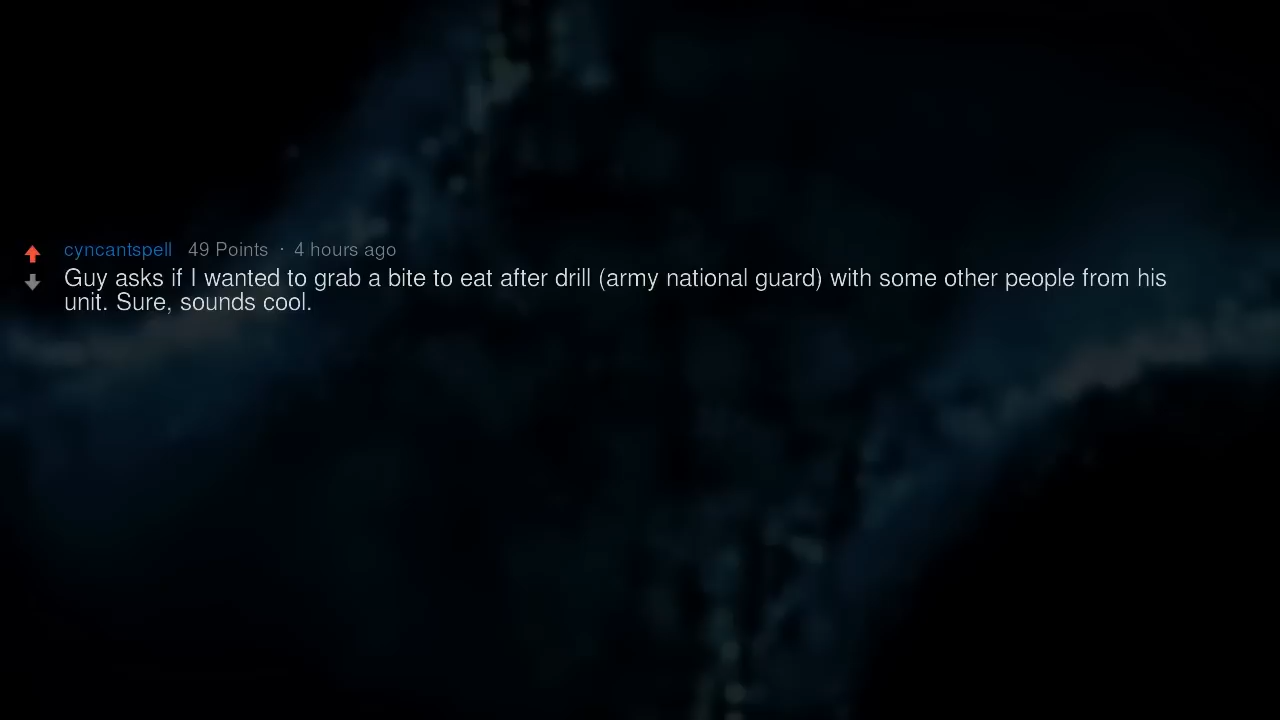 cyncantspell 49 Points · 4 hours ago
Guy asks if I wanted to grab a bite to eat after drill (army national guard) with some other people from his
unit. Sure, sounds cool.